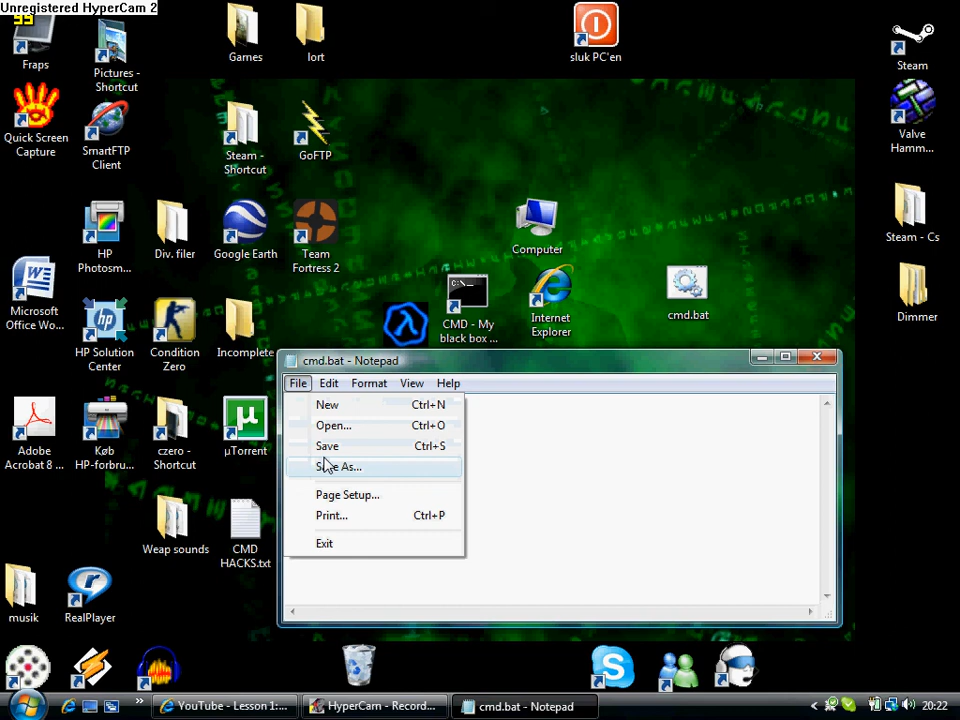 Unregistered HyperCam 2
99
Fraps
Pictures -
Shortcut
Games
lort
sluk PC'en
Steam
Quick Screen
Capture
SmartFTP
Client
Steam -
Shortcut
GoFTP
Valve
Hamm...
HP
Photosm...
Div. filer
Google Earth
Team
Fortress 2
Computer
Steam - Cs
Microsoft
Office Wo...
HP Solution
Center
Condition
Zero
Incomplete
C:\_
CMD - My
black box ...
Internet
Explorer
cmd.bat
Dimmer
cmd.bat - Notepad
File Edit Format View Help
New Ctrl+N
Open... Ctrl+O
Save Ctrl+S
Save As...
Page Setup...
Print... Ctrl+P
Exit
Adobe
Acrobat 8 ...
Køb
HP-forbru...
czero -
Shortcut
µTorrent
Weap sounds
CMD
HACKS.txt
musik
RealPlayer
YouTube - Lesson 1:...
HyperCam - Record...
cmd.bat - Notepad
20:22